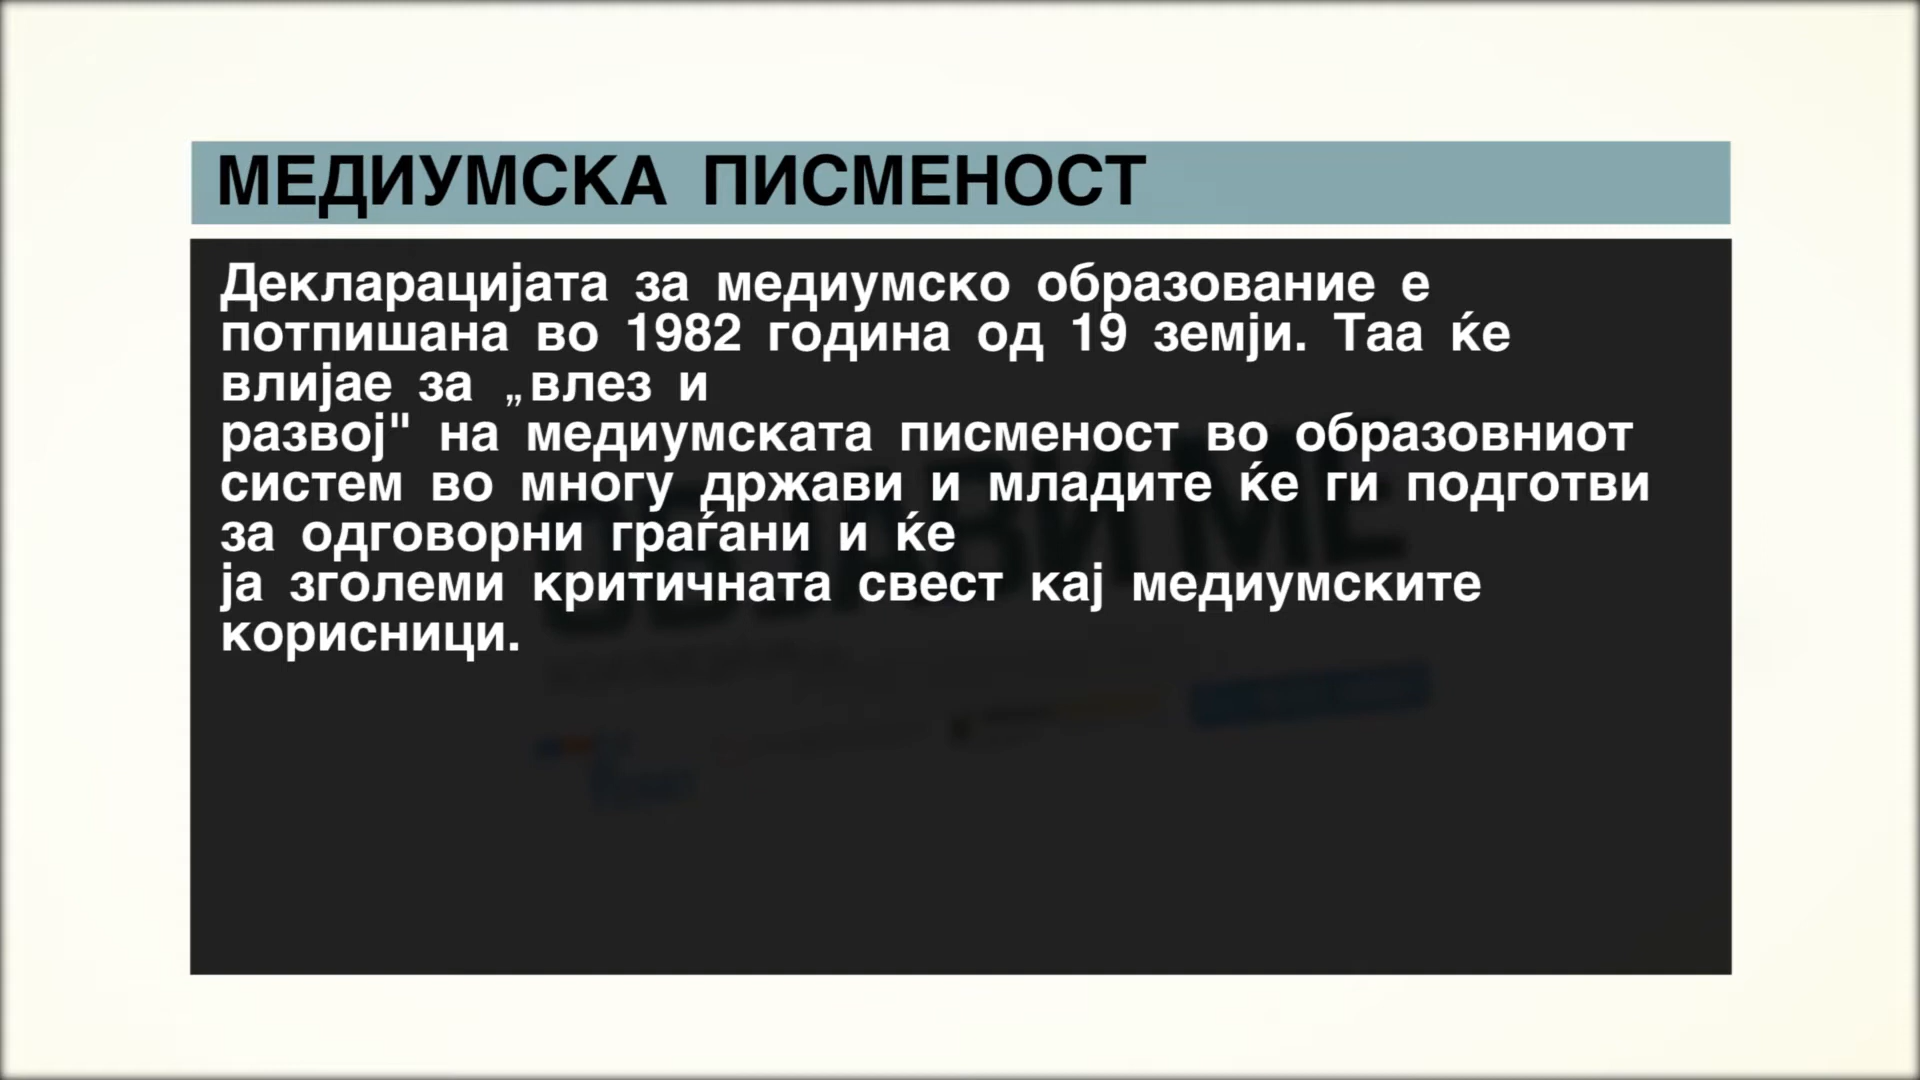 МЕДИУМСКА ПИСМЕНОСТ
Декларацијата за медиумско образование е
потпишана во 1982 година од 19 земји. Таа ќе
влијае за „влез и
развој" на медиумската писменост во образовниот
систем во многу држави и младите ќе ги подготви
за одговорни граѓани и ќе
ја зголеми критичната свест кај медиумските
корисници.